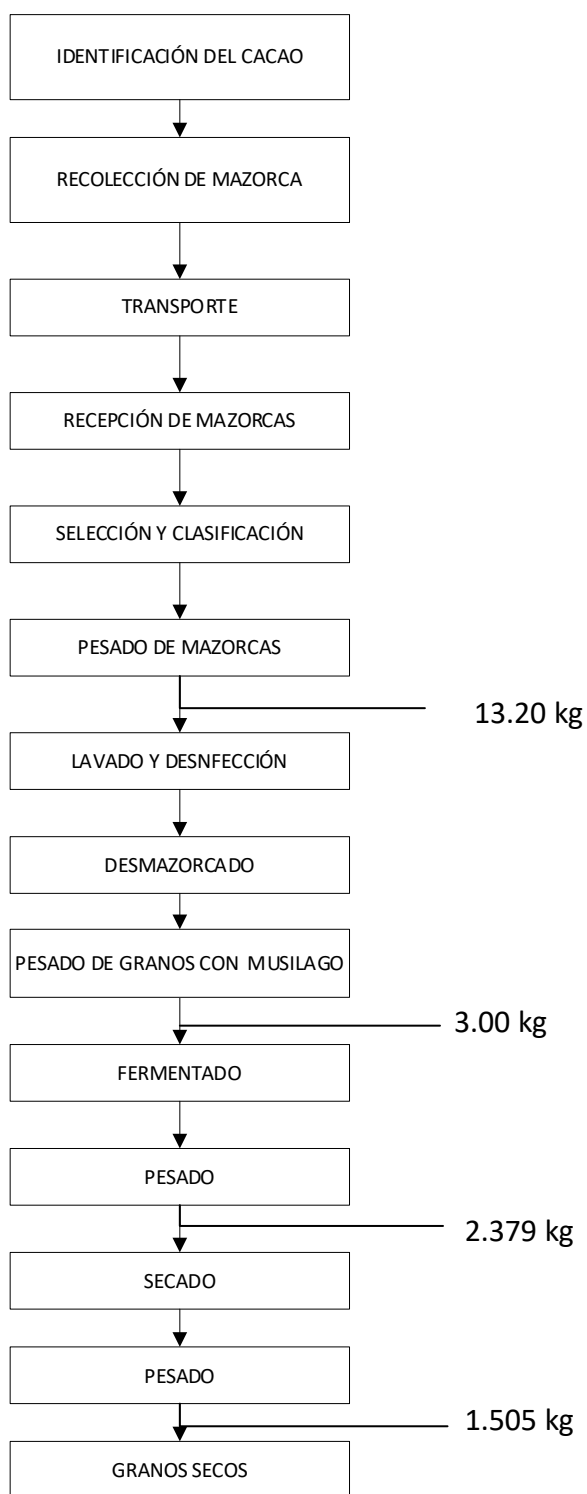 IDENTIFICACIÓN DEL CACAO
RECOLECCIÓN DE MAZORCA
TRANSPORTE
RECEPCIÓN DE MAZORCAS
SELECCIÓN Y CLASIFICACIÓN
PESADO DE MAZORCAS
13.20 kg
LAVADO Y DESNFECCIÓN
DESMAZORCADO
PESADO DE GRANOS CON MUSILAGO
3.00 kg
FERMENTADO
PESADO
2.379 kg
SECADO
PESADO
1.505 kg
GRANOS SECOS